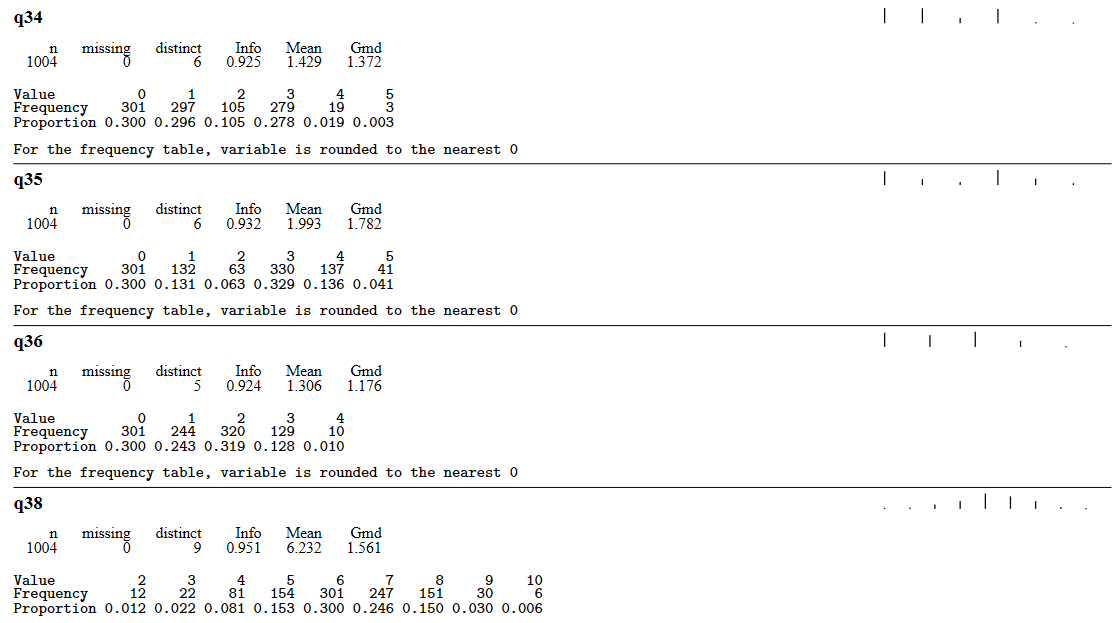 q34
n missing distinct Info Mean Gmd
1004 0 6 0.925 1.429 1.372
Value 0 1 2 3 4 5
Frequency 301 297 105 279 19 3
Proportion 0.300 0.296 0.105 0.278 0.019 0.003
For the frequency table, variable is rounded to the nearest 0
q35
n missing distinct Info Mean Gmd
1004 0 6 0.932 1.993 1.782
Value 0 1 2 3 4 5
Frequency 301 132 63 330 137 41
Proportion 0.300 0.131 0.063 0.329 0.136 0.041
For the frequency table, variable is rounded to the nearest 0
q36
n missing distinct Info Mean Gmd
1004 0 5 0.924 1.306 1.176
Value 0 1 2 3 4
Frequency 301 244 320 129 10
Proportion 0.300 0.243 0.319 0.128 0.010
For the frequency table, variable is rounded to the nearest 0
q38
n missing distinct Info Mean Gmd
1004 0 9 0.951 6.232 1.561
Value 2 3 4 5 6 7 8 9 10
Frequency 12 22 81 154 301 247 151 30 6
Proportion 0.012 0.022 0.081 0.153 0.300 0.246 0.150 0.030 0.006